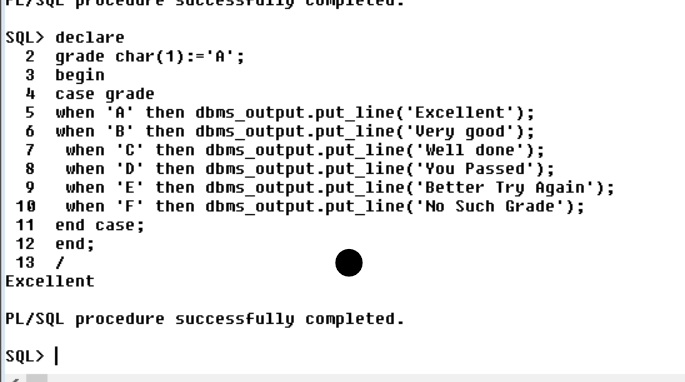 PL/SQL procedure successfully completed.
SQL> declare
2 grade char(1):='A';
3 begin
4 case grade
5 when 'A' then dbms_output.put_line('Excellent');
6 when 'B' then dbms_output.put_line('Very good');
7 when 'C' then dbms_output.put_line('Well done');
8 when 'D' then dbms_output.put_line('You Passed');
9 when 'E' then dbms_output.put_line('Better Try Again');
10 when 'F' then dbms_output.put_line('No Such Grade');
11 end case;
12 end;
13 /
Excellent
PL/SQL procedure successfully completed.
SQL>